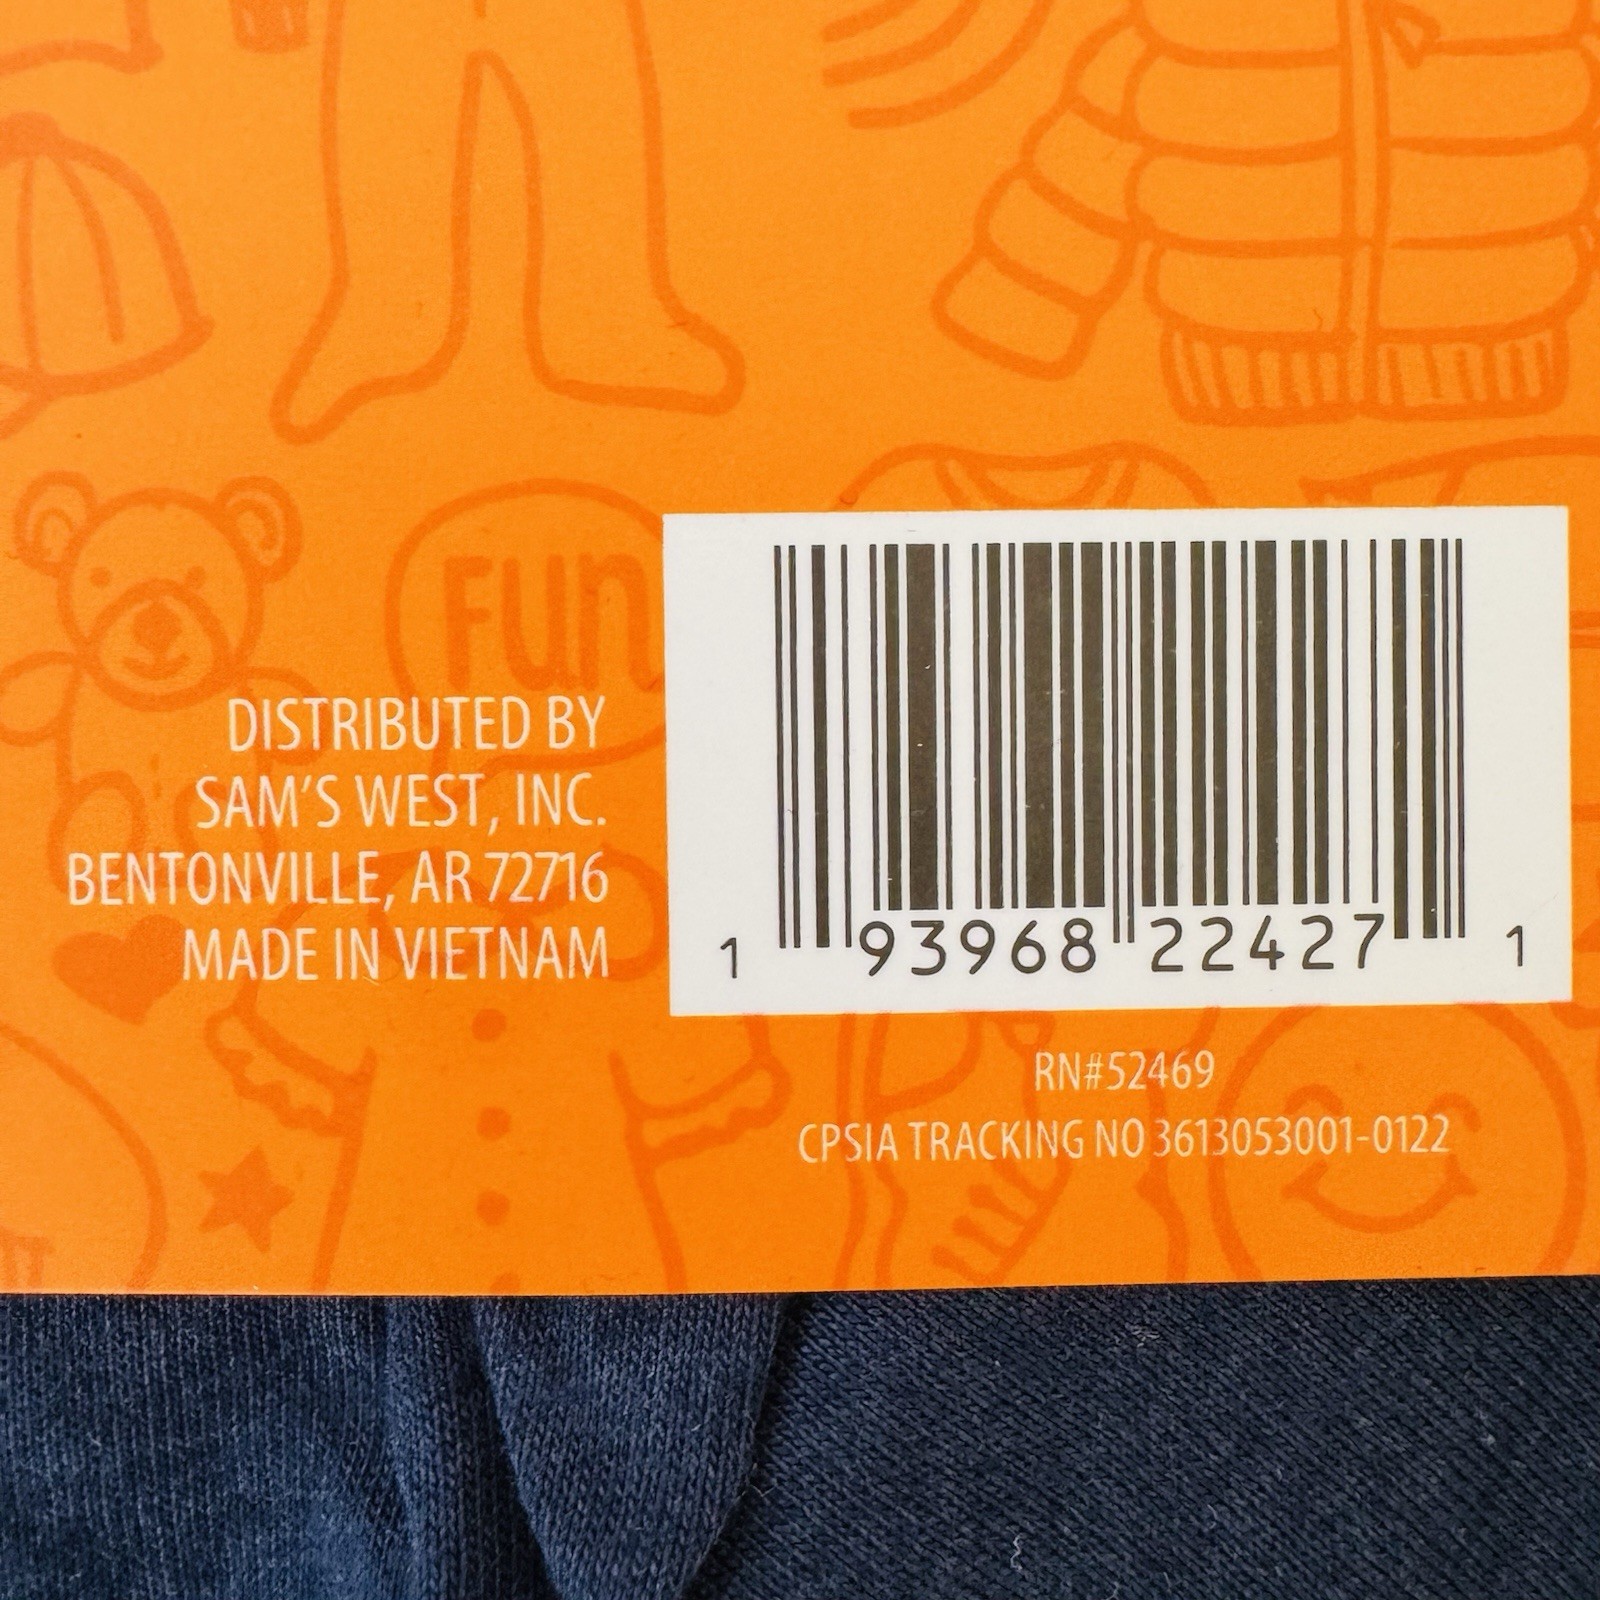 Fun
DISTRIBUTED BY
SAM'S WEST, INC.
BENTONVILLE, AR 72716
MADE IN VIETNAM
1 93968 22427 1
RN#52469
CPSIA TRACKING NO 3613053001-0122